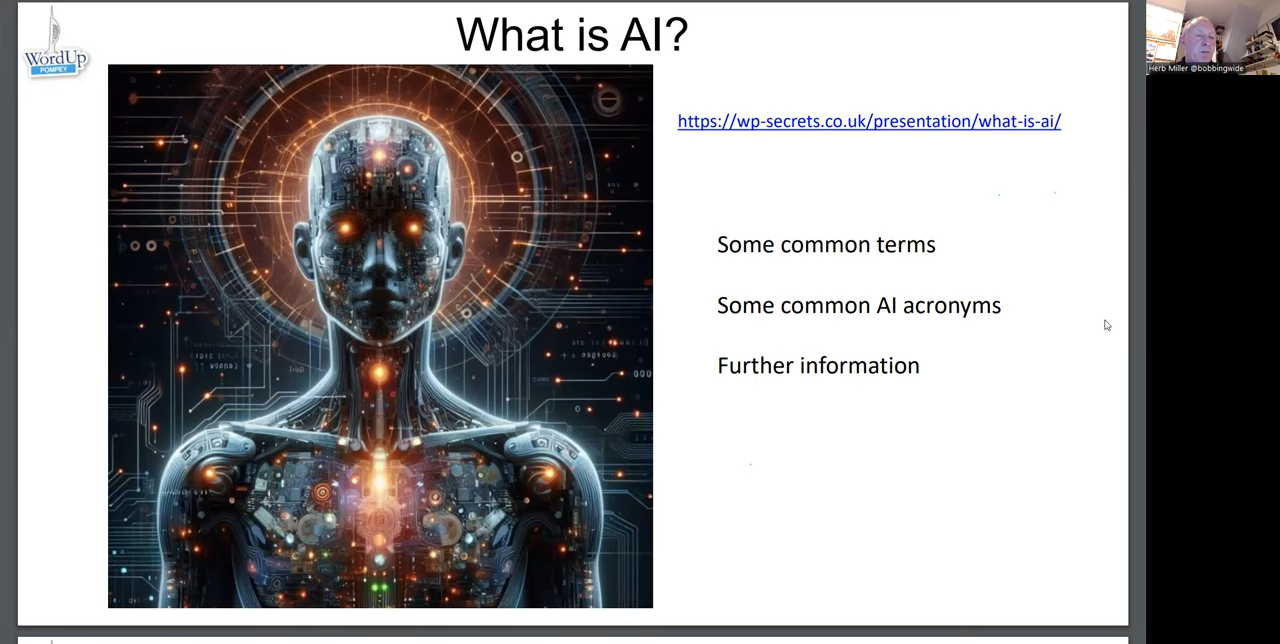 What is AI?
WordUp
POMPEY
https://wp-secrets.co.uk/presentation/what-is-ai/
Some common terms
Some common AI acronyms
Further information
Herb Miller @bobbingwide